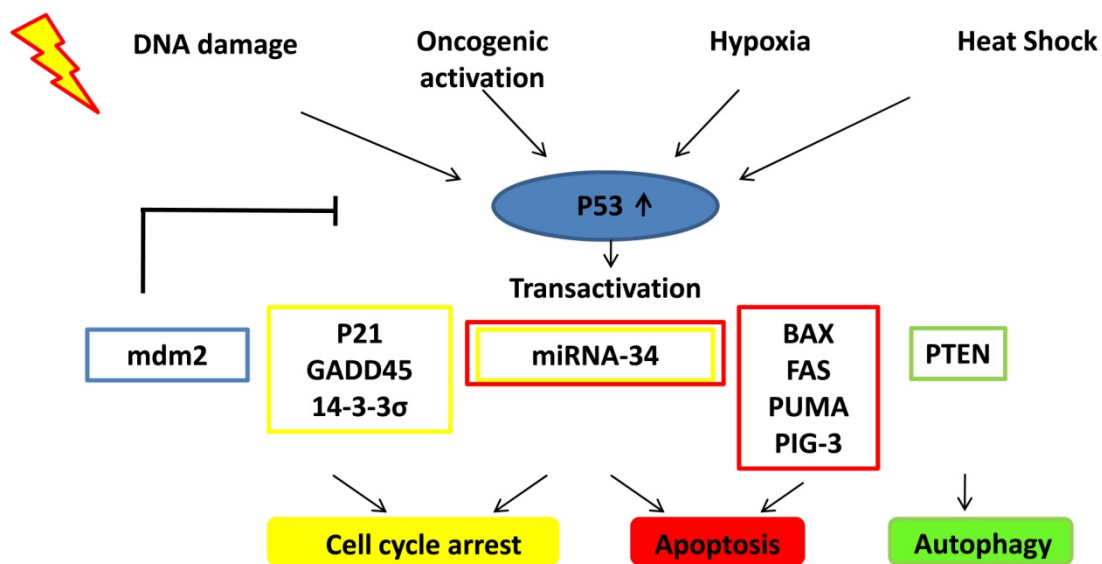 DNA damage
Oncogenic
activation
Hypoxia
Heat Shock
P53 ↑
Transactivation
mdm2
P21
GADD45
14-3-3σ
miRNA-34
BAX
FAS
PUMA
PIG-3
PTEN
Cell cycle arrest
Apoptosis
Autophagy